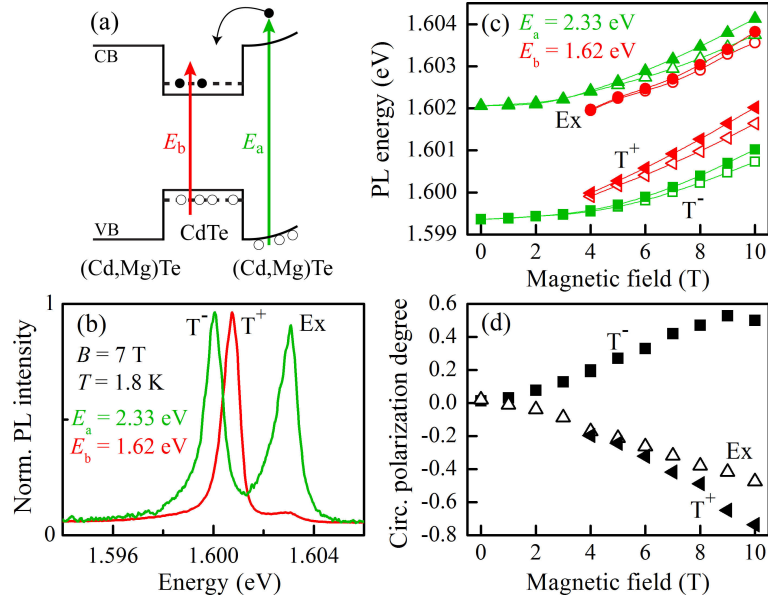 (a)
CB
E_b
E_a
VB
CdTe
(Cd,Mg)Te (Cd,Mg)Te
(b)
1
T^- T^+ Ex
B = 7 T
T = 1.8 K
E_a = 2.33 eV
E_b = 1.62 eV
0
1.596 1.600 1.604
Norm. PL intensity
Energy (eV)
(c)
E_a = 2.33 eV
E_b = 1.62 eV
1.604
1.603
1.602
1.601
1.600
1.599
Ex
T^+
T^-
0 2 4 6 8 10
PL energy (eV)
Magnetic field (T)
(d)
0.6
0.4
0.2
0.0
-0.2
-0.4
-0.6
-0.8
T^-
Ex
T^+
0 2 4 6 8 10
Circ. polarization degree
Magnetic field (T)